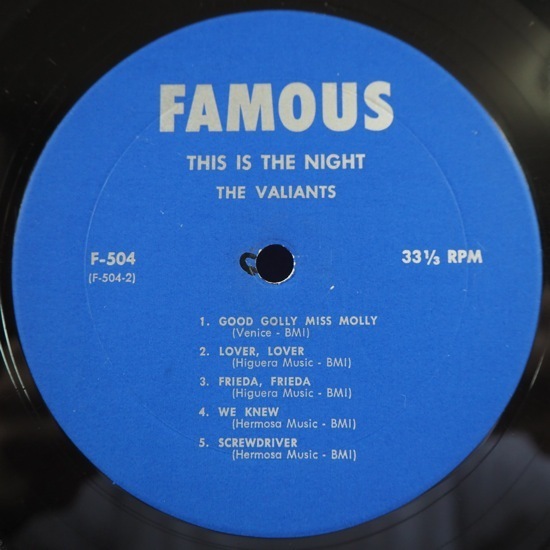 FAMOUS
THIS IS THE NIGHT
THE VALIANTS
F-504
(F-504-2)
33⅓ RPM
1. GOOD GOLLY MISS MOLLY
(Venice - BMI)
2. LOVER, LOVER
(Higuera Music - BMI)
3. FRIEDA, FRIEDA
(Higuera Music - BMI)
4. WE KNEW
(Hermosa Music - BMI)
5. SCREWDRIVER
(Hermosa Music - BMI)